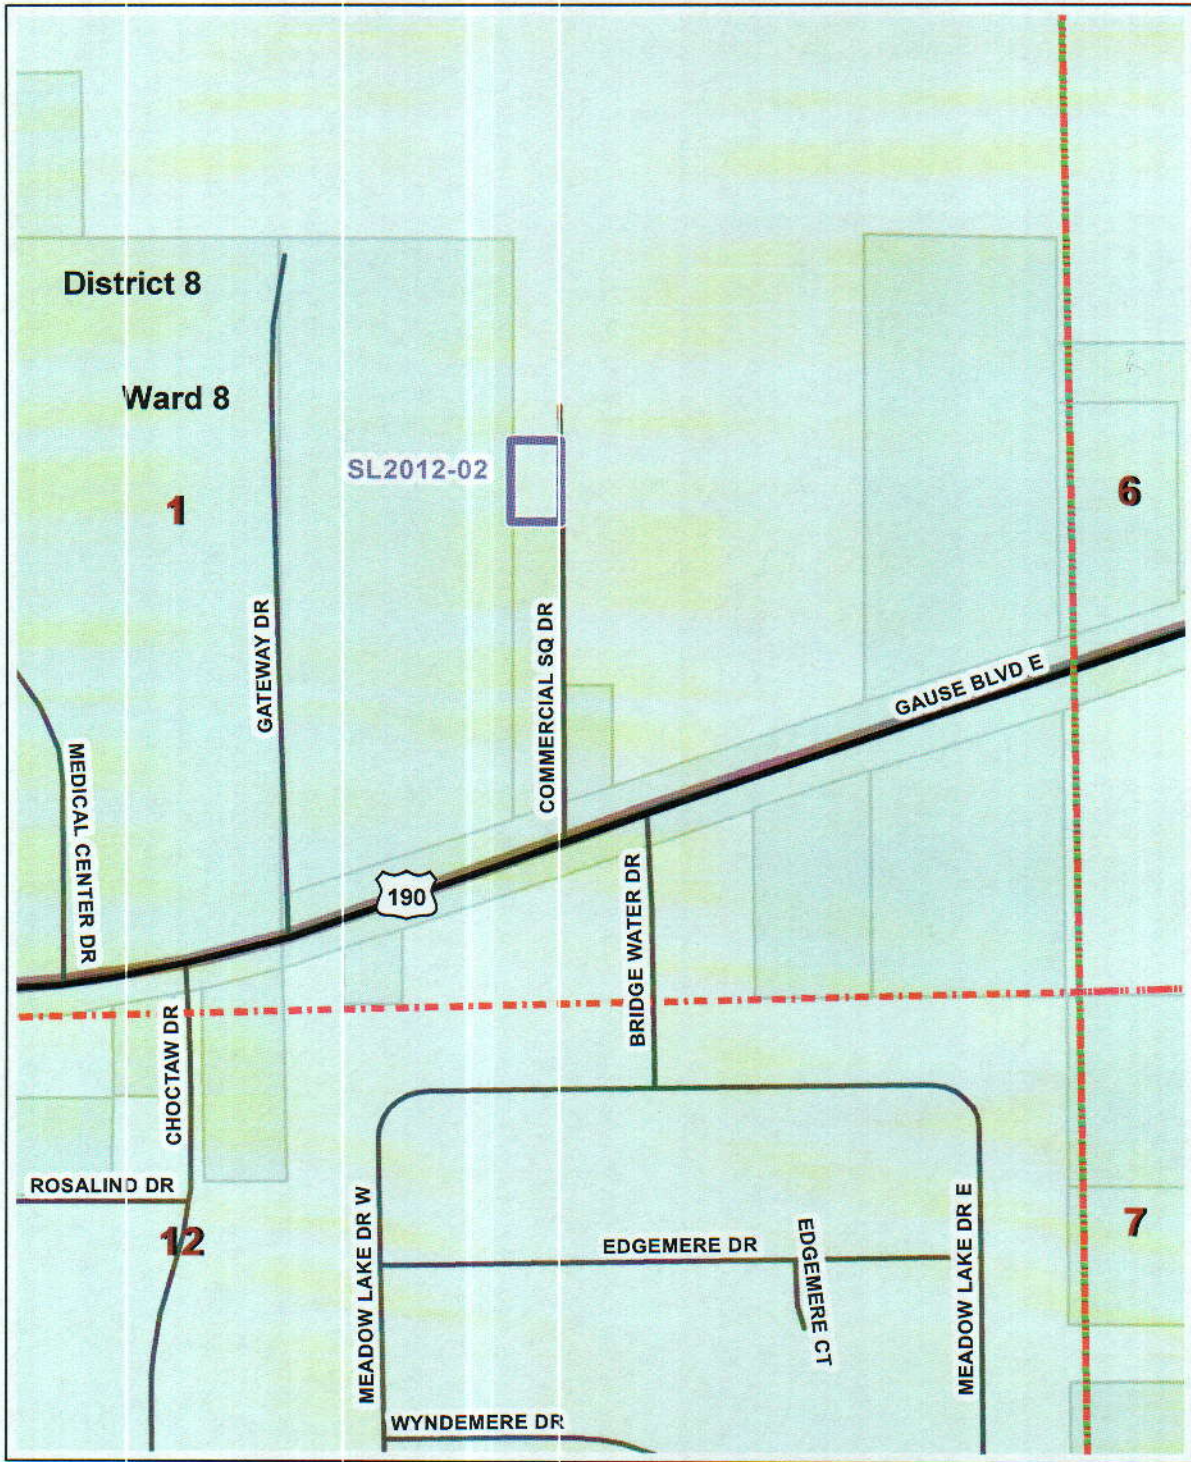 District 8
Ward 8
SL2012-02
1
6
GATEWAY DR
COMMERCIAL SQ DR
GAUSE BLVD E
MEDICAL CENTER DR
190
BRIDGE WATER DR
CHOCTAW DR
ROSALIND DR
12
MEADOW LAKE DR W
EDGEMERE DR
EDGEMERE CT
MEADOW LAKE DR E
7
WYNDEMERE DR